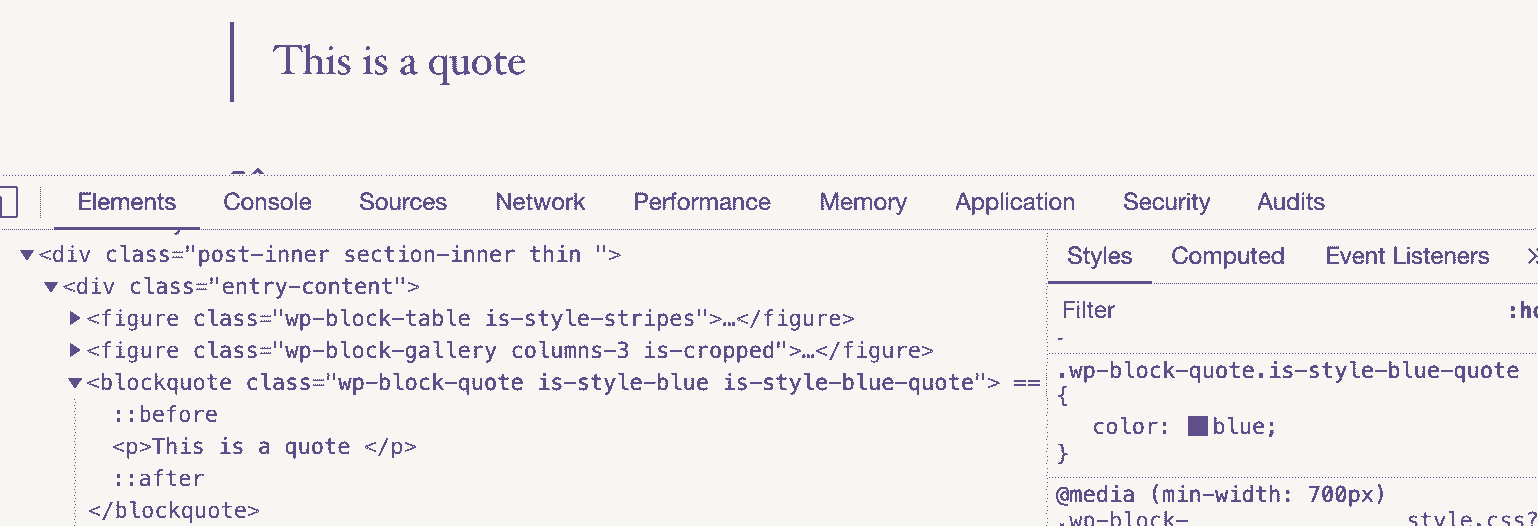 This is a quote
Elements Console Sources Network Performance Memory Application Security Audits
<div class="post-inner section-inner thin ">
<div class="entry-content">
<figure class="wp-block-table is-style-stripes">…</figure>
<figure class="wp-block-gallery columns-3 is-cropped">…</figure>
<blockquote class="wp-block-quote is-style-blue is-style-blue-quote"> ==
::before
<p>This is a quote </p>
::after
</blockquote>
Styles Computed Event Listeners
Filter :ho
.wp-block-quote.is-style-blue-quote
{
color: blue;
}
@media (min-width: 700px)
.wp-block- style.css?